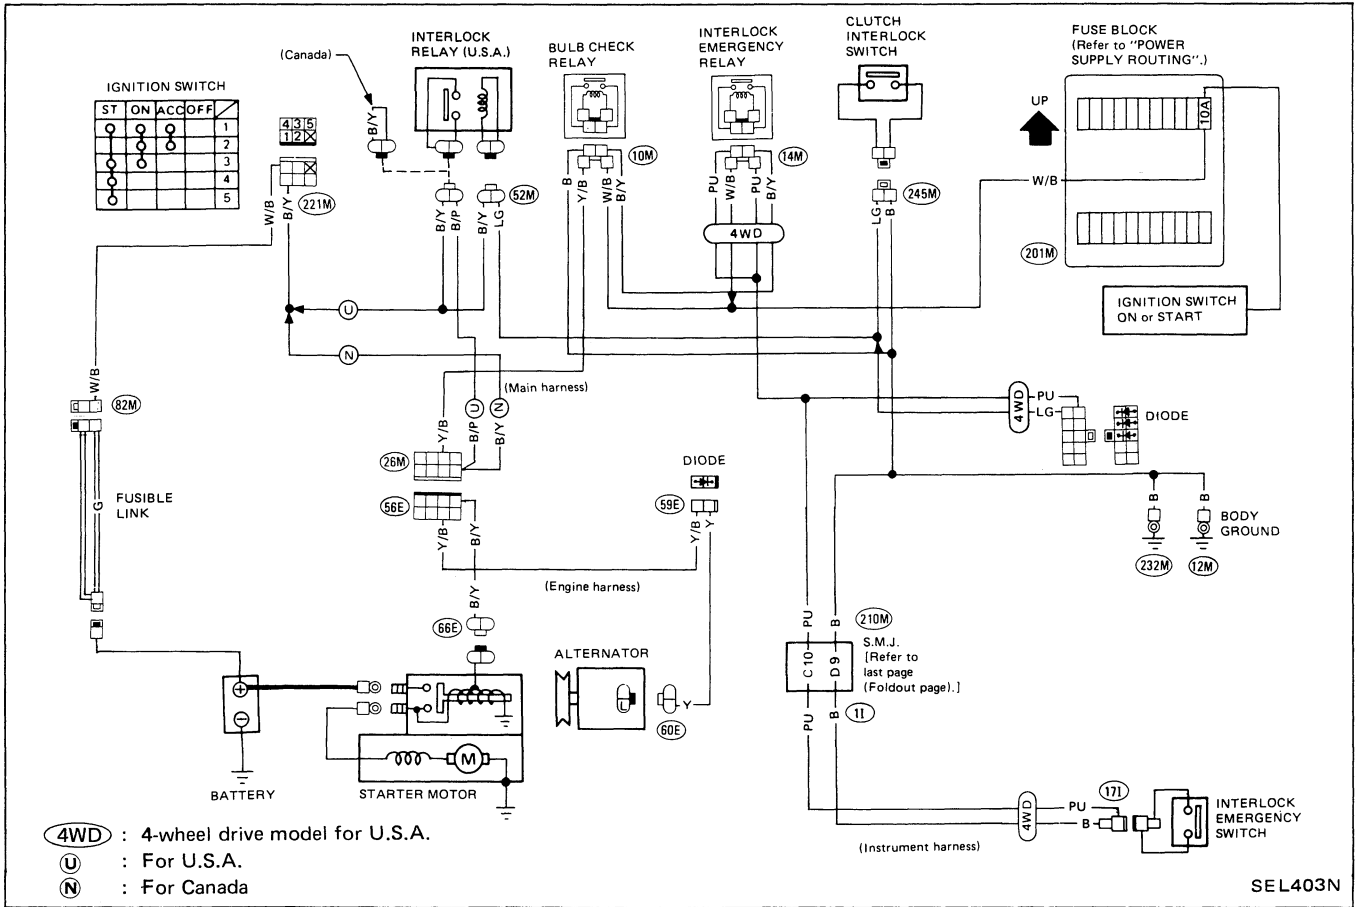 (Canada)
INTERLOCK
RELAY (U.S.A.)
BULB CHECK
RELAY
INTERLOCK
EMERGENCY
RELAY
CLUTCH
INTERLOCK
SWITCH
FUSE BLOCK
(Refer to "POWER
SUPPLY ROUTING".)
IGNITION SWITCH
ST ON ACC OFF
1
2
3
4
5
4 3 5
1 2
B/Y
UP
10A
10M
14M
W/B
B/Y
221M
52M
B/Y
B/P
B/Y
LG
B
Y/B
W/B
B/Y
PU
W/B
PU
B/Y
4WD
LG
B
245M
W/B
201M
IGNITION SWITCH
ON or START
U
N
W/B
82M
(Main harness)
U
N
Y/B
B/P
B/Y
4WD
PU
LG
DIODE
26M
56E
DIODE
59E
FUSIBLE
LINK
G
Y/B
B/Y
Y/B
Y
B
B
BODY
GROUND
232M
12M
(Engine harness)
B/Y
66E
PU
B
210M
S.M.J.
[Refer to
last page
(Foldout page).]
C10
D9
ALTERNATOR
L
Y
60E
PU
B
1I
M
BATTERY
STARTER MOTOR
4WD
PU
B
17I
INTERLOCK
EMERGENCY
SWITCH
(Instrument harness)
4WD : 4-wheel drive model for U.S.A.
U : For U.S.A.
N : For Canada
SEL403N